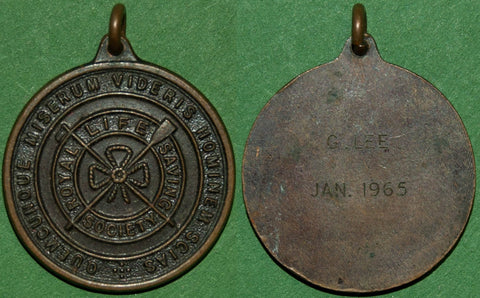 QUEMCUNQUE MISERUM VIDERIS HOMINEM SCIAS
ROYAL LIFE SAVING SOCIETY
G. LEE
JAN. 1965